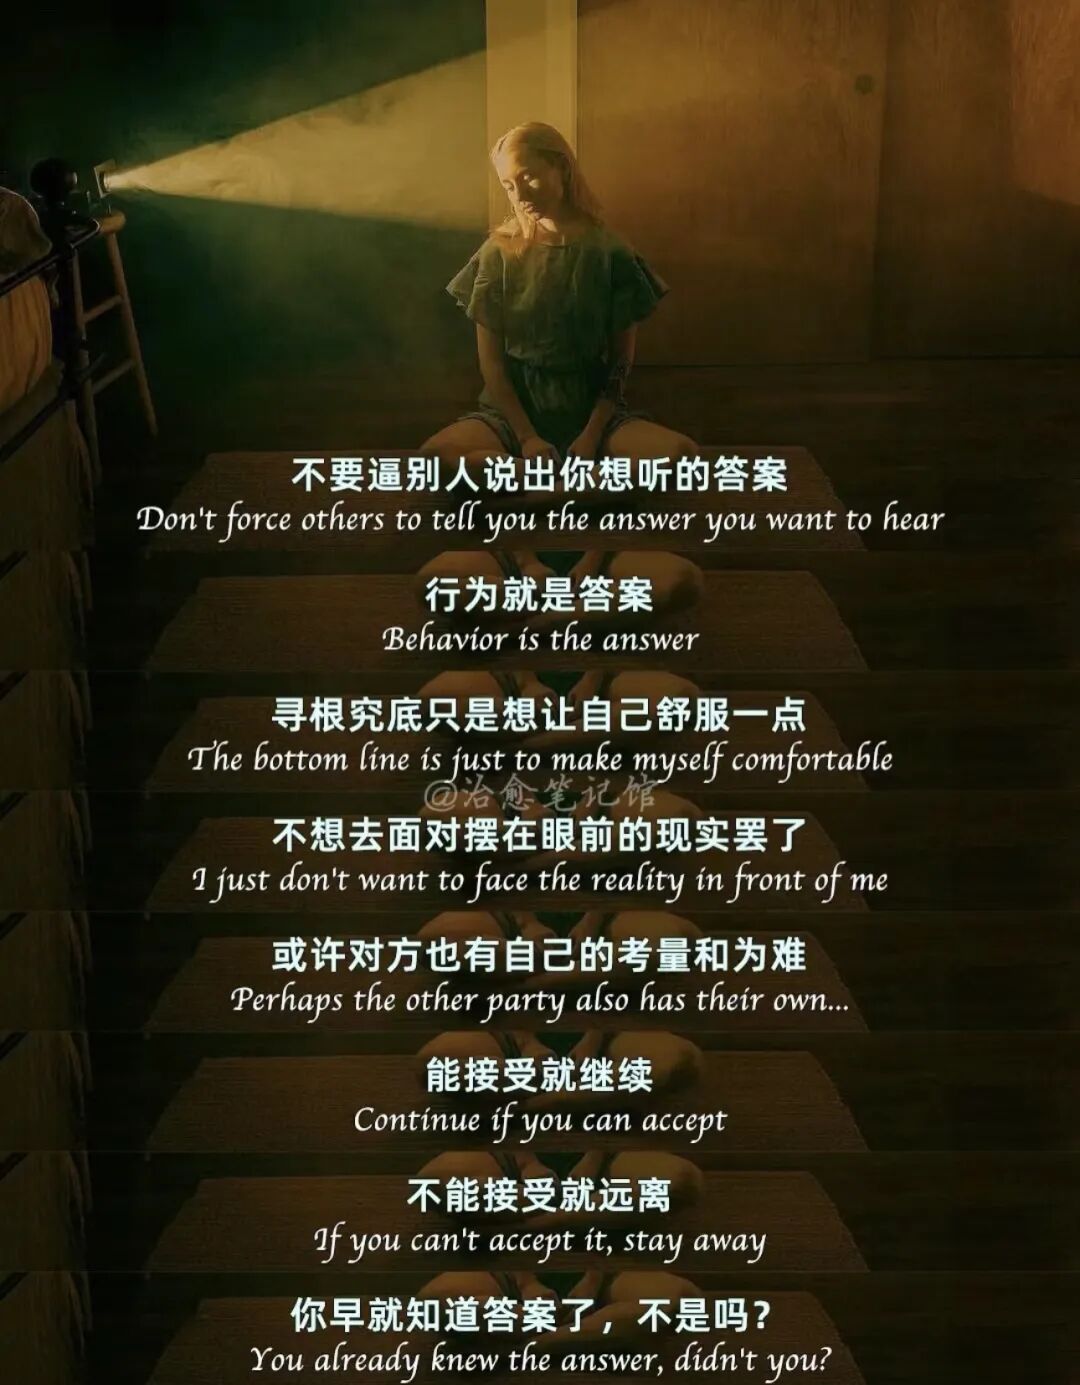 不要逼别人说出你想听的答案
Don't force others to tell you the answer you want to hear
行为就是答案
Behavior is the answer
寻根究底只是想让自己舒服一点
The bottom line is just to make myself comfortable
@治愈笔记馆
不想去面对摆在眼前的现实罢了
I just don't want to face the reality in front of me
或许对方也有自己的考量和为难
Perhaps the other party also has their own...
能接受就继续
Continue if you can accept
不能接受就远离
If you can't accept it, stay away
你早就知道答案了，不是吗？
You already knew the answer, didn't you?